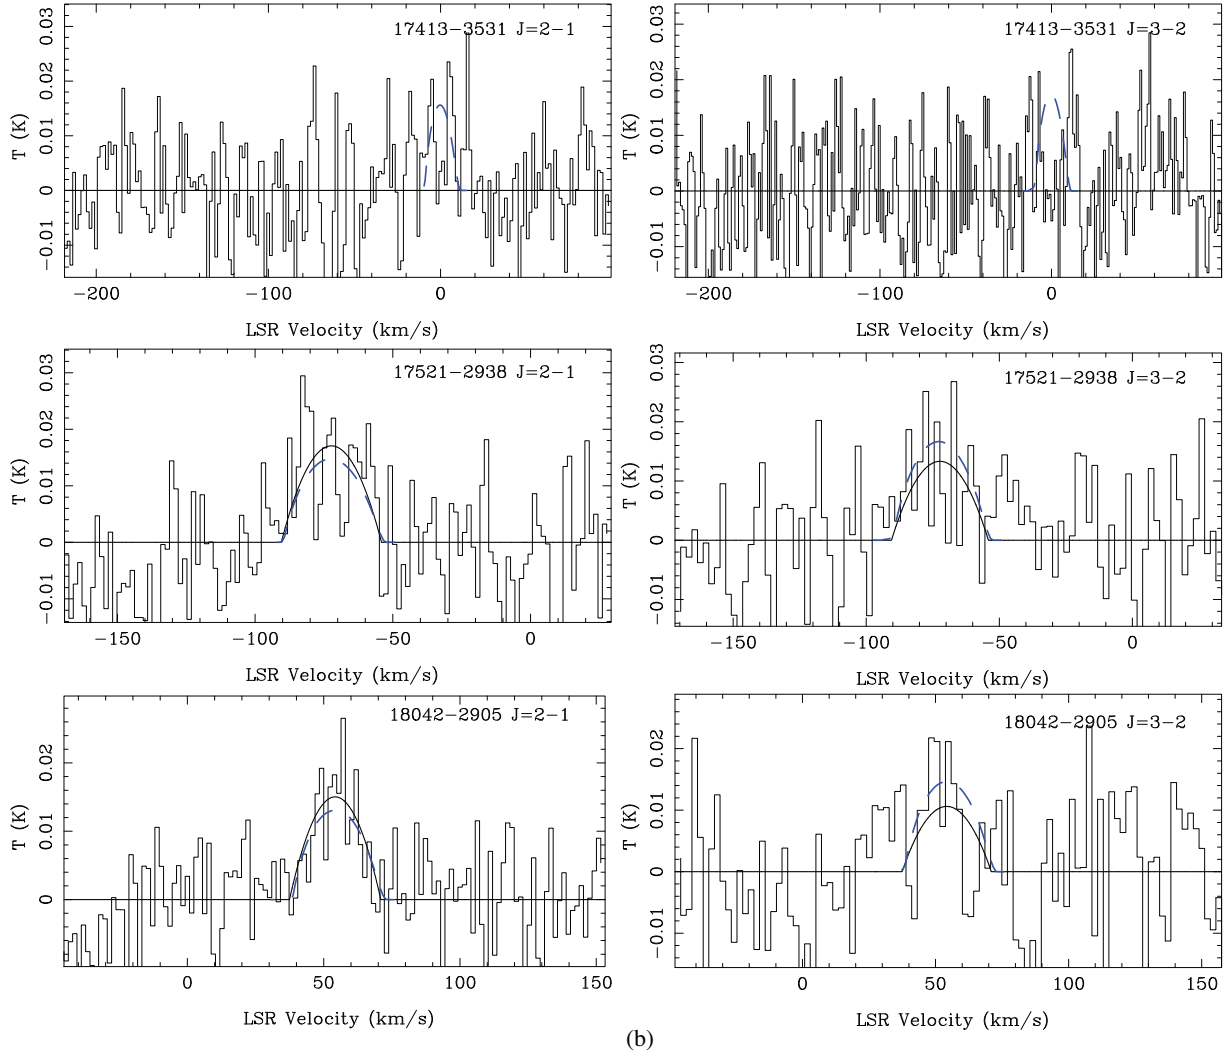 17413−3531 J=2−1
T (K)
−0.01 0 0.01 0.02 0.03
−200 −100 0
LSR Velocity (km/s)
17413−3531 J=3−2
T (K)
−0.01 0 0.01 0.02 0.03
−200 −100 0
LSR Velocity (km/s)
17521−2938 J=2−1
T (K)
−0.01 0 0.01 0.02 0.03
−150 −100 −50 0
LSR Velocity (km/s)
17521−2938 J=3−2
T (K)
−0.01 0 0.01 0.02 0.03
−150 −100 −50 0
LSR Velocity (km/s)
18042−2905 J=2−1
T (K)
0 0.01 0.02
0 50 100 150
LSR Velocity (km/s)
18042−2905 J=3−2
T (K)
−0.01 0 0.01 0.02
0 50 100 150
LSR Velocity (km/s)
(b)